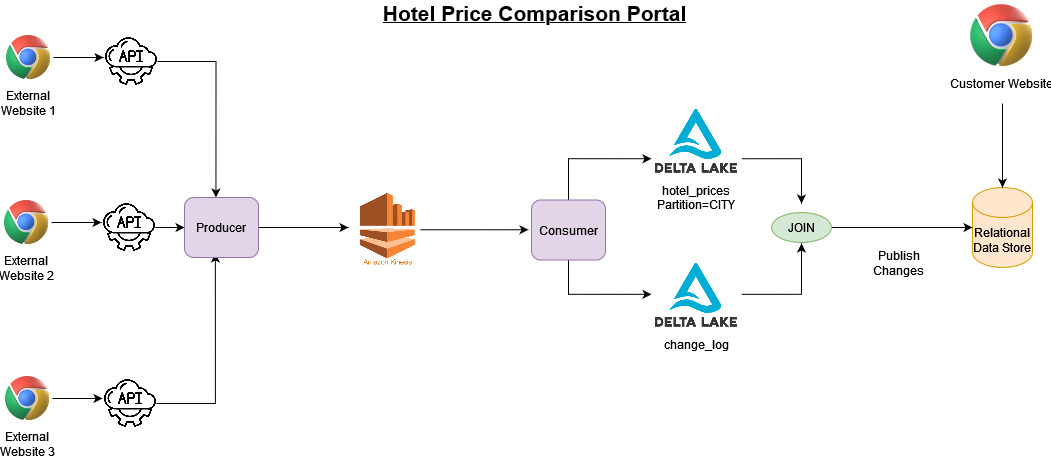 Hotel Price Comparison Portal
API
External
Website 1
Customer Website
DELTA LAKE
hotel_prices
Partition=CITY
API
External
Website 2
Producer
Amazon Kinesis
Consumer
JOIN
Publish
Changes
Relational
Data Store
DELTA LAKE
change_log
API
External
Website 3